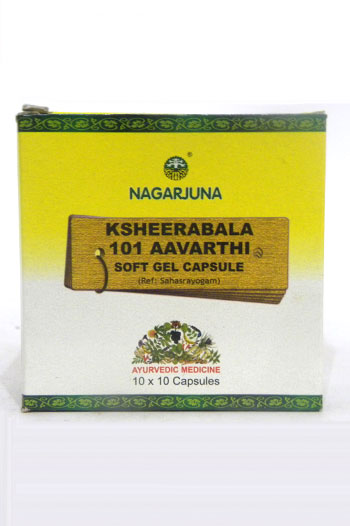 ®
NAGARJUNA
KSHEERABALA
101 AAVARTHI
SOFT GEL CAPSULE
(Ref: Sahasrayogam)
AYURVEDIC MEDICINE
10 x 10 Capsules